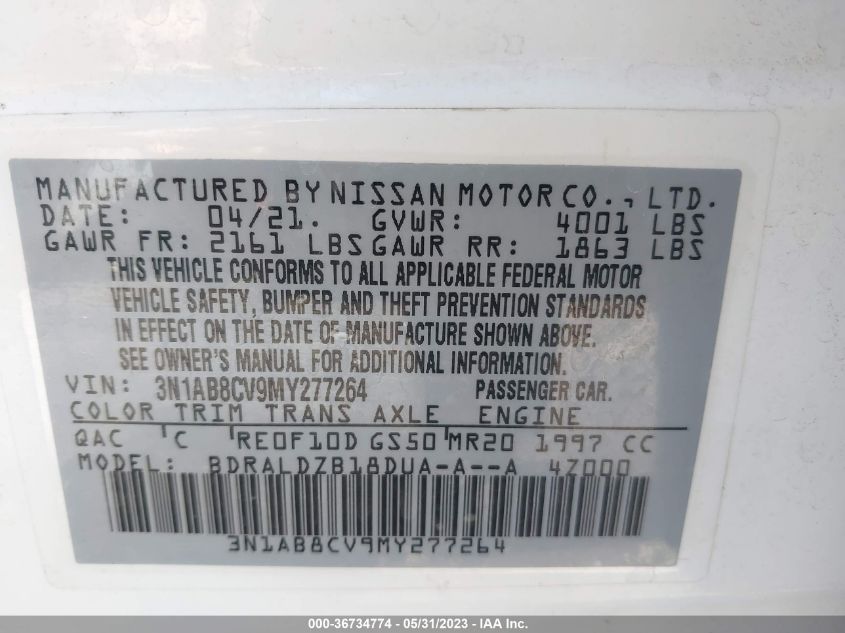 MANUFACTURED BY NISSAN MOTOR CO., LTD.
DATE: 04/21. GVWR: 4001 LBS
GAWR FR: 2161 LBS GAWR RR: 1863 LBS
THIS VEHICLE CONFORMS TO ALL APPLICABLE FEDERAL MOTOR
VEHICLE SAFETY, BUMPER AND THEFT PREVENTION STANDARDS
IN EFFECT ON THE DATE OF MANUFACTURE SHOWN ABOVE.
SEE OWNER'S MANUAL FOR ADDITIONAL INFORMATION.
VIN: 3N1AB8CV9MY277264 PASSENGER CAR.
COLOR TRIM TRANS AXLE ENGINE
QAC C RE0F10D GS50 MR20 1997 CC
MODEL: BDRALDZB18DUA-A--A 4Z000
3N1AB8CV9MY277264
000-36734774 - 05/31/2023 - IAA Inc.